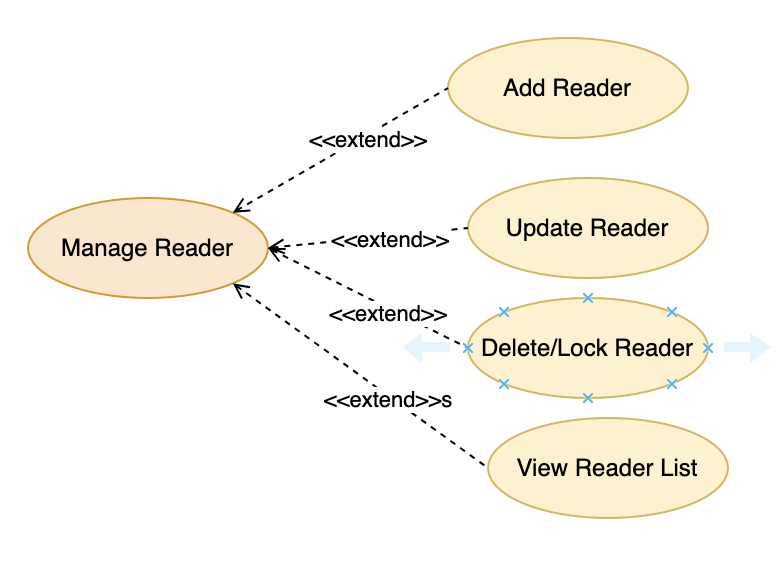 Add Reader
<<extend>>
Update Reader
<<extend>>
Manage Reader
<<extend>>
Delete/Lock Reader
<<extend>>s
View Reader List